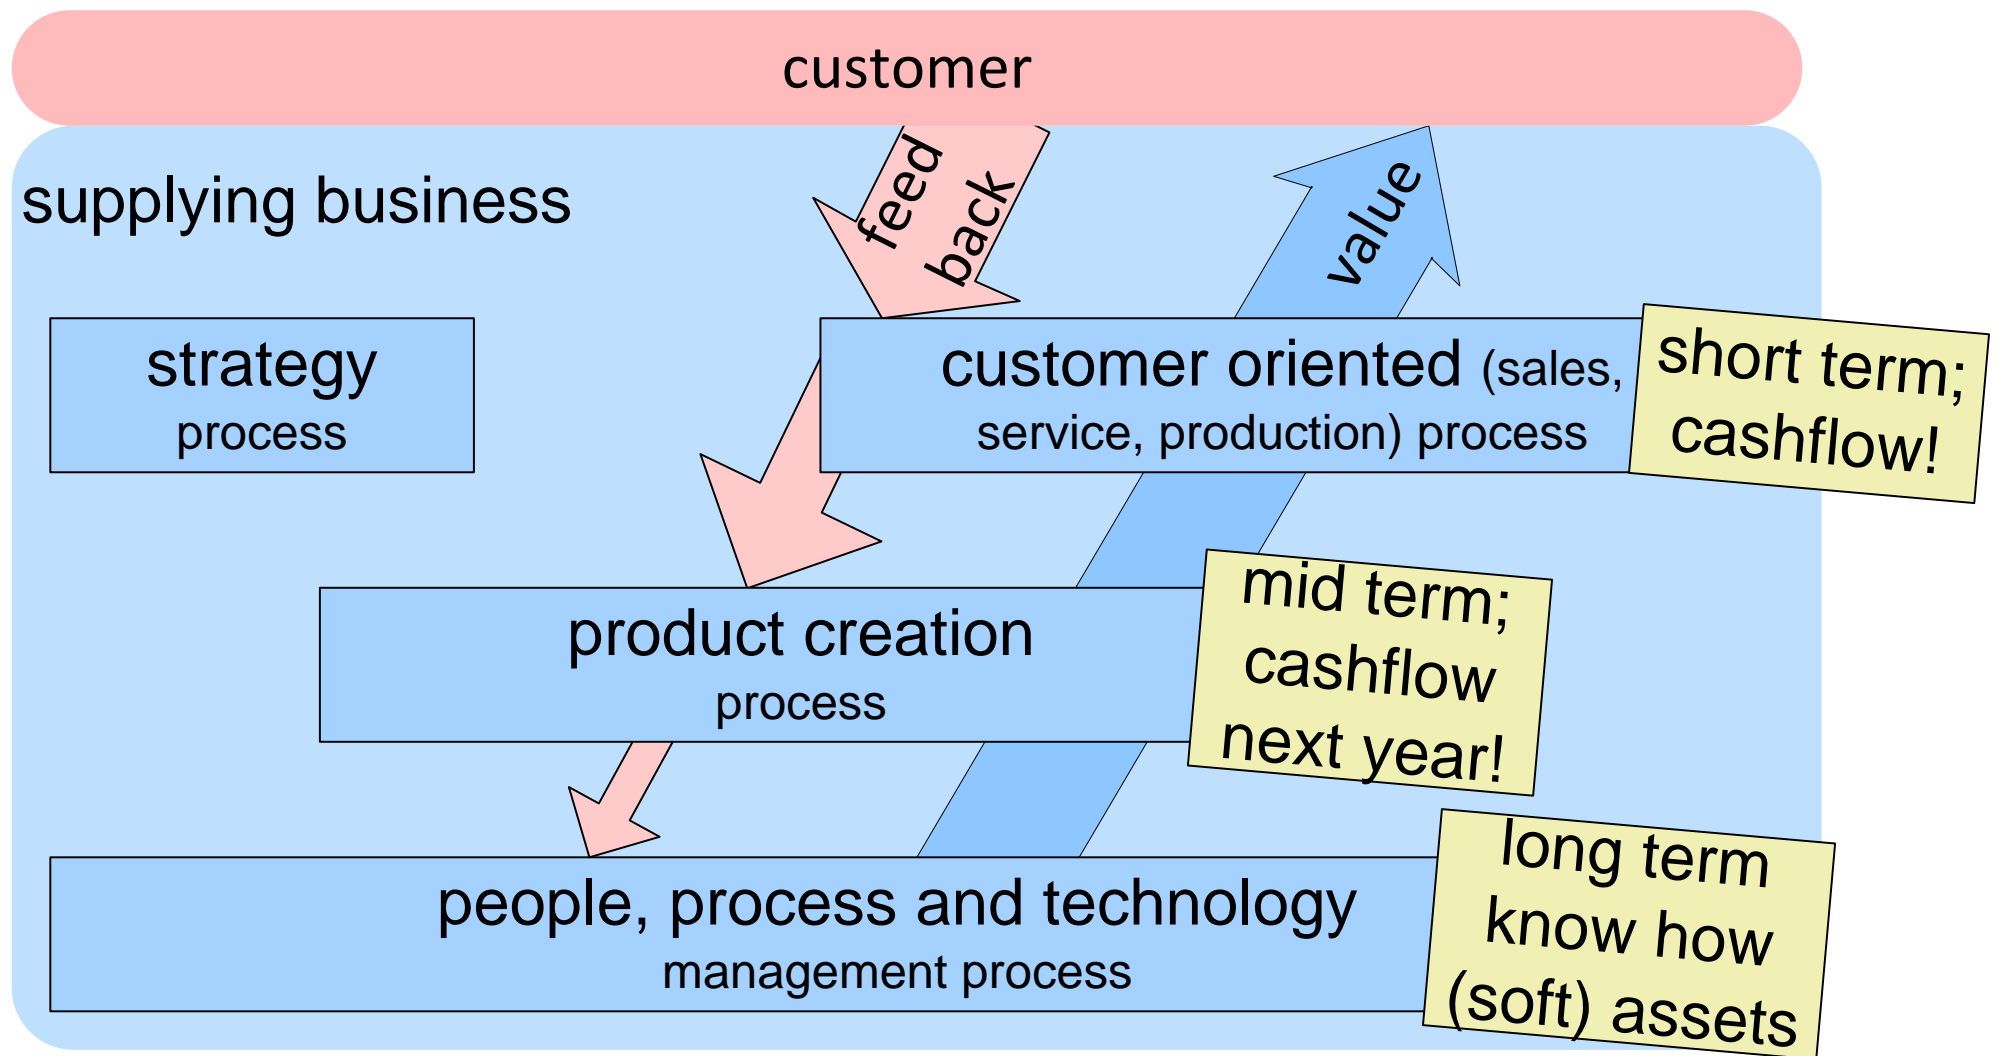 customer
supplying business
feed
back
value
strategy
process
customer oriented (sales,
service, production) process
short term;
cashflow!
product creation
process
mid term;
cashflow
next year!
people, process and technology
management process
long term
know how
(soft) assets